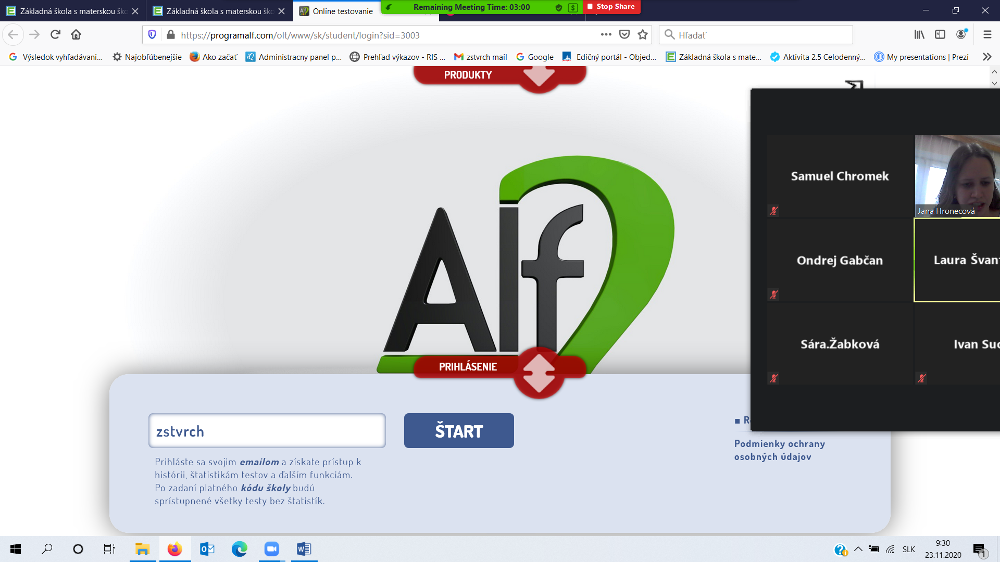 Základná škola s materskou ško
Základná škola s materskou ško
Online testovanie
Remaining Meeting Time: 03:00
Stop Share
https://programalf.com/olt/www/sk/student/login?sid=3003
Hľadať
Výsledok vyhľadávani...
Najobľúbenejšie
Ako začať
Administracny panel p...
Prehľad výkazov - RIS ...
zstvrch mail
Google
Edičný portál - Objed...
Základná škola s mate...
Aktivita 2.5 Celodenný...
My presentations | Prezi
PRODUKTY
Samuel Chromek
Jana Hronecová
Ondrej Gabčan
Laura Švan
Sára.Žabková
Ivan Suc
Alf
PRIHLÁSENIE
zstvrch
ŠTART
Prihláste sa svojim emailom a získate prístup k
histórii, štatistikám testov a ďalším funkciám.
Po zadaní platného kódu školy budú
sprístupnené všetky testy bez štatistík.
Podmienky ochrany
osobných údajov
SLK
9:30
23.11.2020
1